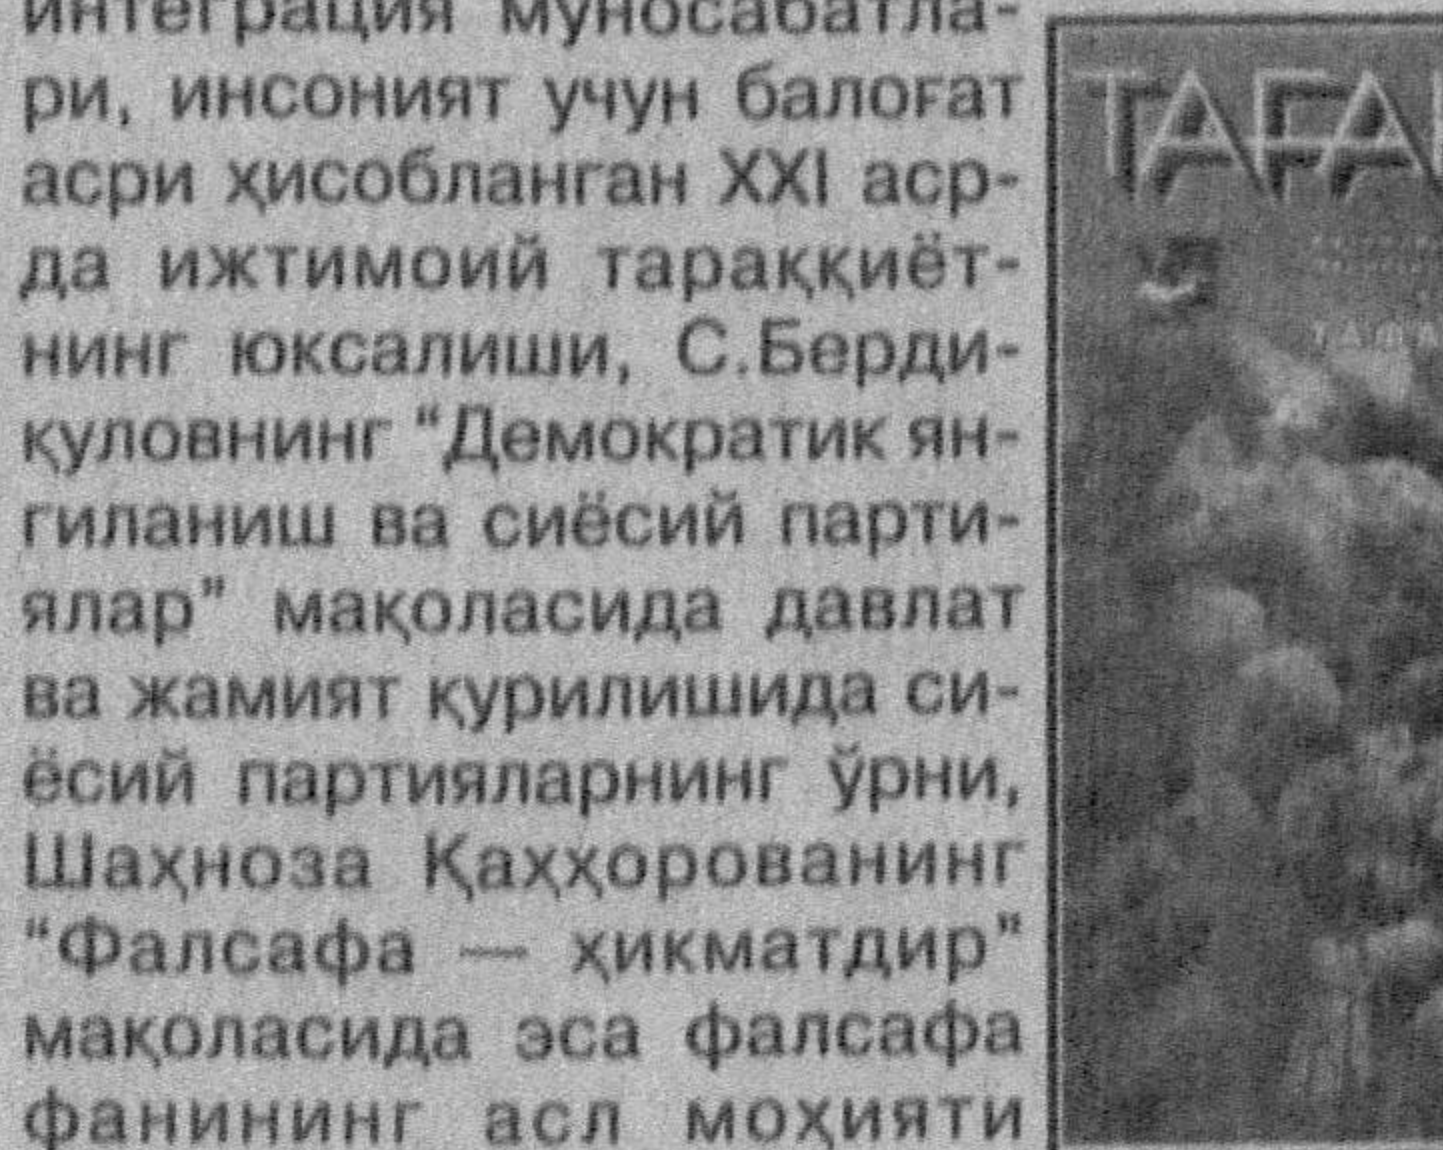 интеграция муносабатла-
ри, инсоният учун балоғат
асри ҳисобланган XXI аср-
да ижтимоий тараққиёт-
нинг юксалиши, С.Берди-
қуловнинг “Демократик ян-
гиланиш ва сиёсий парти-
ялар” мақоласида давлат
ва жамият қурилишида си-
ёсий партияларнинг ўрни,
Шаҳноза Қаҳҳорованинг
“Фалсафа — ҳикматдир”
мақоласида эса фалсафа
фанининг асл моҳияти